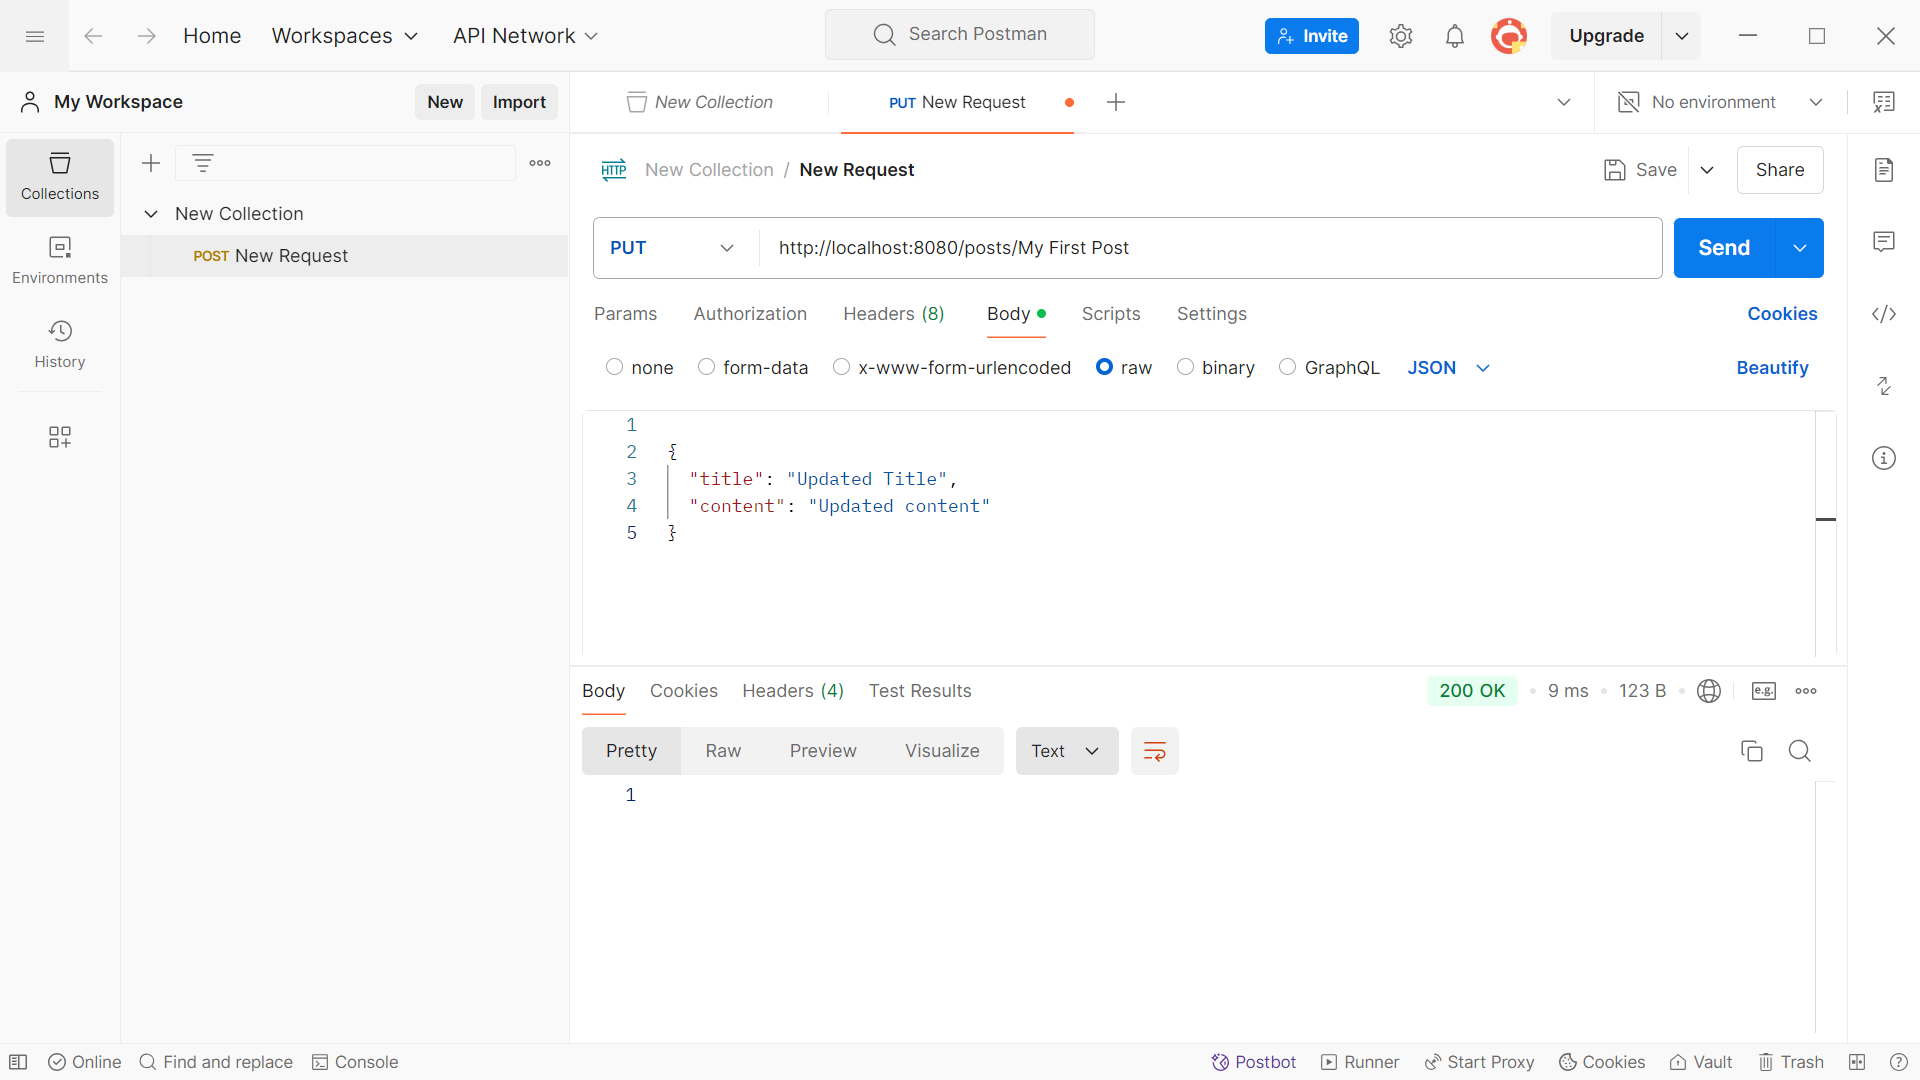 Home Workspaces API Network Search Postman Invite Upgrade
My Workspace New Import New Collection PUT New Request No environment
Collections
Environments
History
New Collection
POST New Request
HTTP New Collection / New Request Save Share
PUT http://localhost:8080/posts/My First Post Send
Params Authorization Headers (8) Body Scripts Settings Cookies
none form-data x-www-form-urlencoded raw binary GraphQL JSON Beautify
1
2 {
3 "title": "Updated Title",
4 "content": "Updated content"
5 }
Body Cookies Headers (4) Test Results 200 OK 9 ms 123 B e.g.
Pretty Raw Preview Visualize Text
1
Online Find and replace Console Postbot Runner Start Proxy Cookies Vault Trash